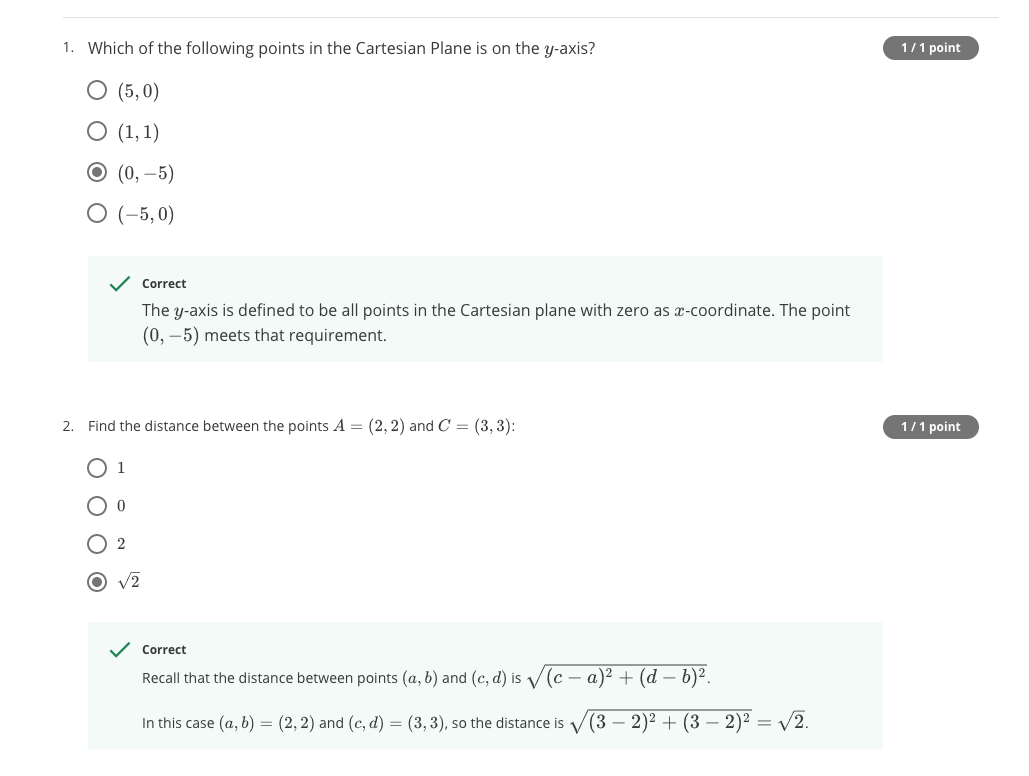 1. Which of the following points in the Cartesian Plane is on the y-axis?
1 / 1 point
(5, 0)
(1, 1)
(0, −5)
(−5, 0)
Correct
The y-axis is defined to be all points in the Cartesian plane with zero as x-coordinate. The point
(0, −5) meets that requirement.
2. Find the distance between the points A = (2, 2) and C = (3, 3):
1 / 1 point
1
0
2
√2
Correct
Recall that the distance between points (a, b) and (c, d) is √((c − a)² + (d − b)²).
In this case (a, b) = (2, 2) and (c, d) = (3, 3), so the distance is √((3 − 2)² + (3 − 2)²) = √2.